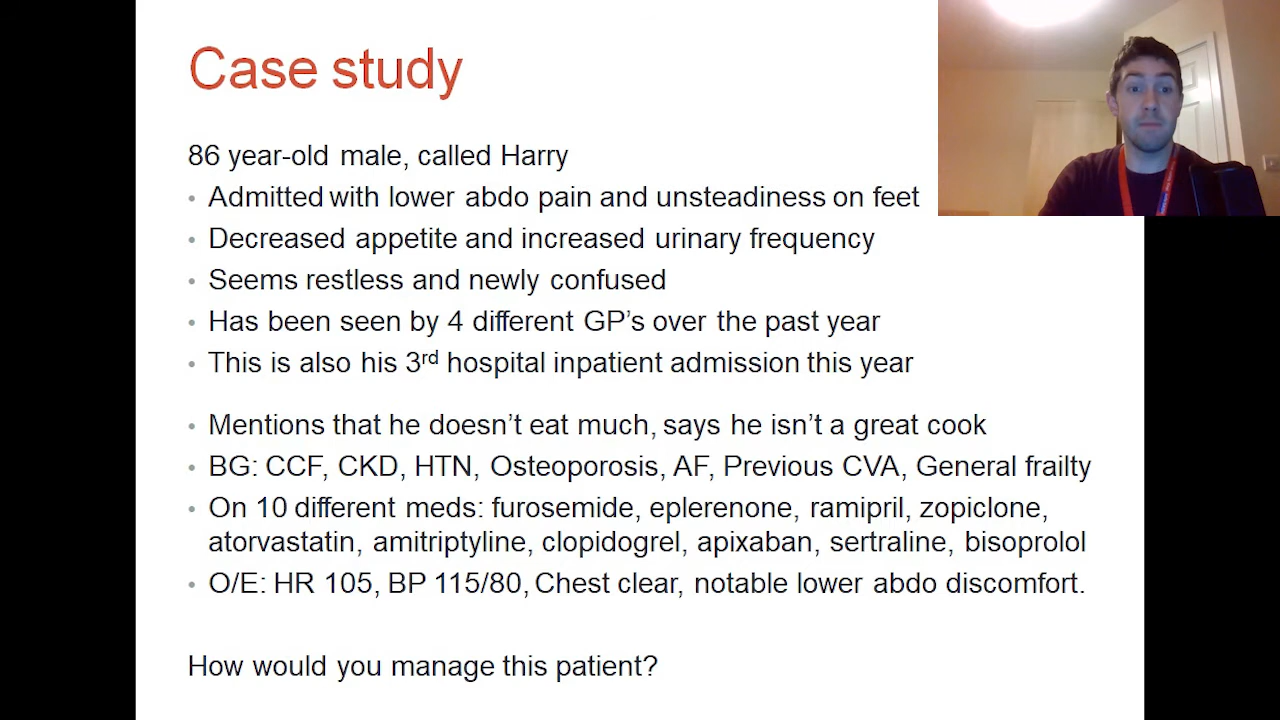 Case study
86 year-old male, called Harry
• Admitted with lower abdo pain and unsteadiness on feet
• Decreased appetite and increased urinary frequency
• Seems restless and newly confused
• Has been seen by 4 different GP's over the past year
• This is also his 3rd hospital inpatient admission this year
• Mentions that he doesn't eat much, says he isn't a great cook
• BG: CCF, CKD, HTN, Osteoporosis, AF, Previous CVA, General frailty
• On 10 different meds: furosemide, eplerenone, ramipril, zopiclone,
atorvastatin, amitriptyline, clopidogrel, apixaban, sertraline, bisoprolol
• O/E: HR 105, BP 115/80, Chest clear, notable lower abdo discomfort.
How would you manage this patient?